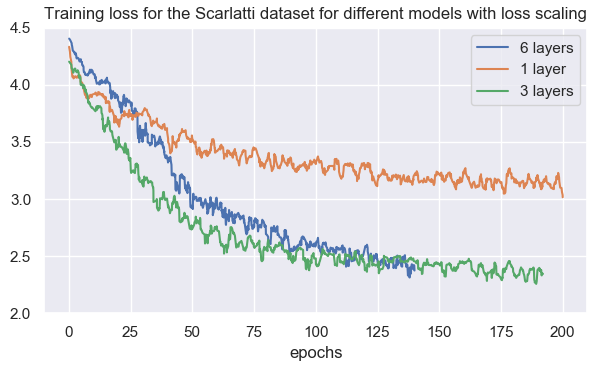 Training loss for the Scarlatti dataset for different models with loss scaling
4.5
4.0
3.5
3.0
2.5
2.0
6 layers
1 layer
3 layers
0 25 50 75 100 125 150 175 200
epochs